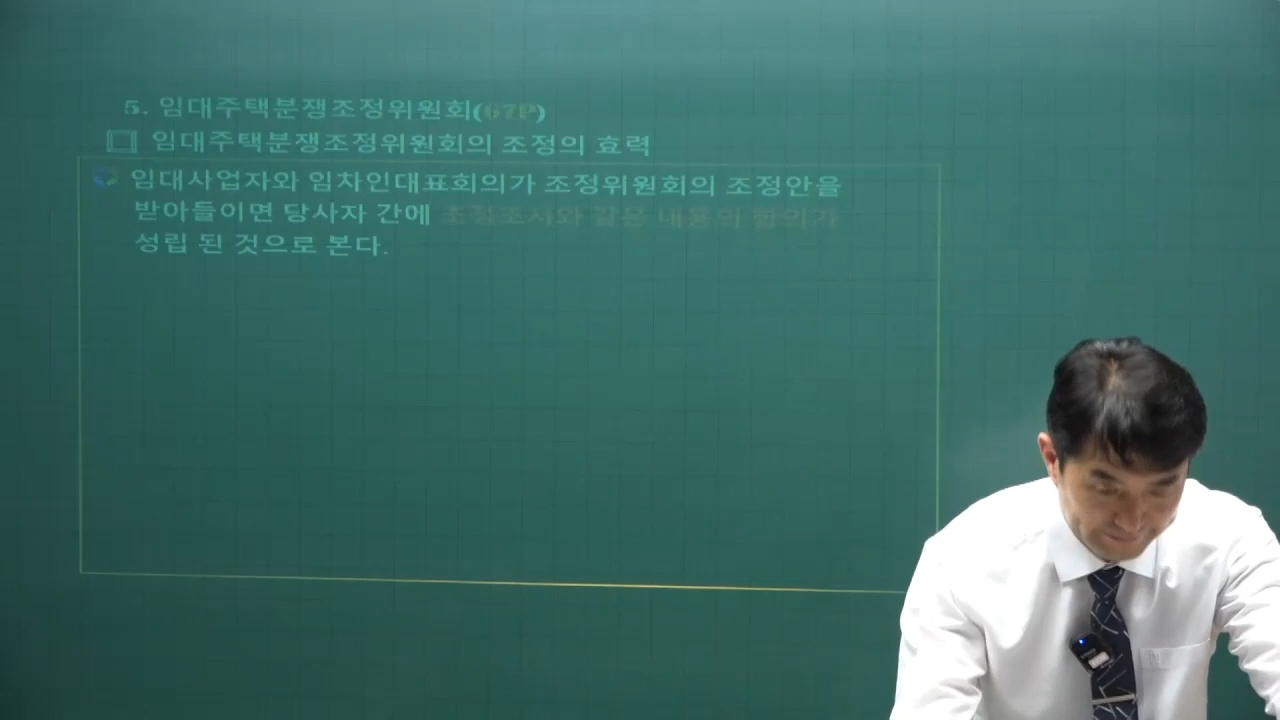 5. 임대주택분쟁조정위원회(67P)
임대주택분쟁조정위원회의 조정의 효력
임대사업자와 임차인대표회의가 조정위원회의 조정안을
받아들이면 당사자 간에 조정조서와 같은 내용의 합의가
성립 된 것으로 본다.